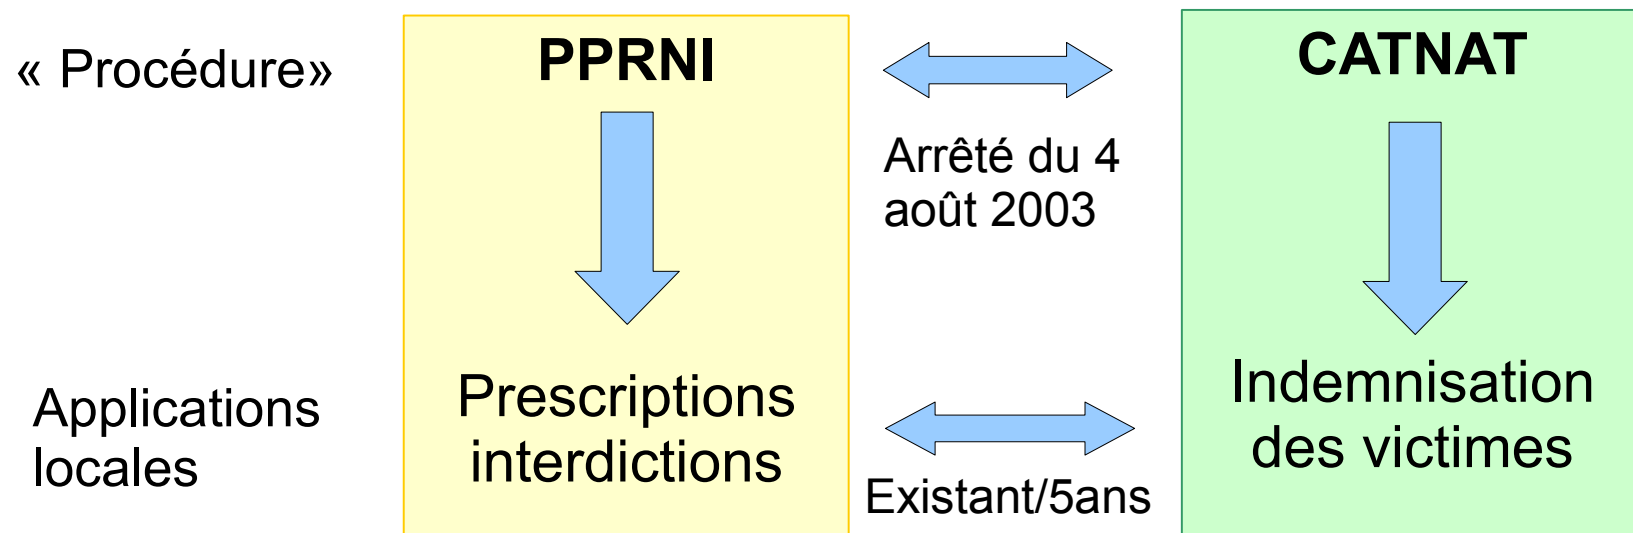 « Procédure»
PPRNI
CATNAT
Arrêté du 4
août 2003
Applications
locales
Prescriptions
interdictions
Existant/5ans
Indemnisation
des victimes